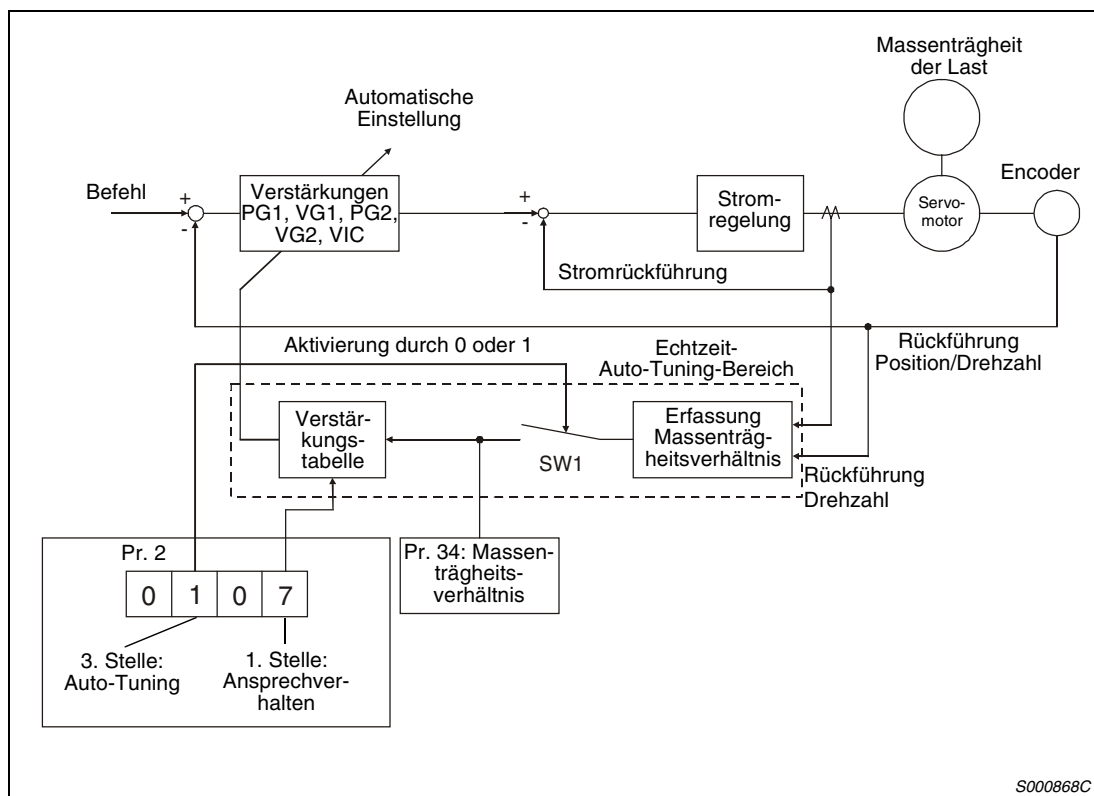 Massenträgheit
der Last
Automatische
Einstellung
Encoder
Befehl
+
-
Verstärkungen
PG1, VG1, PG2,
VG2, VIC
+
-
Strom-
regelung
Servo-
motor
Stromrückführung
Rückführung
Position/Drehzahl
Aktivierung durch 0 oder 1
Echtzeit-
Auto-Tuning-Bereich
Verstär-
kungs-
tabelle
SW1
Erfassung
Massenträg-
heitsverhältnis
Rückführung
Drehzahl
Pr. 2
0 1 0 7
3. Stelle:
Auto-Tuning
1. Stelle:
Ansprechver-
halten
Pr. 34: Massen-
trägheits-
verhältnis
S000868C